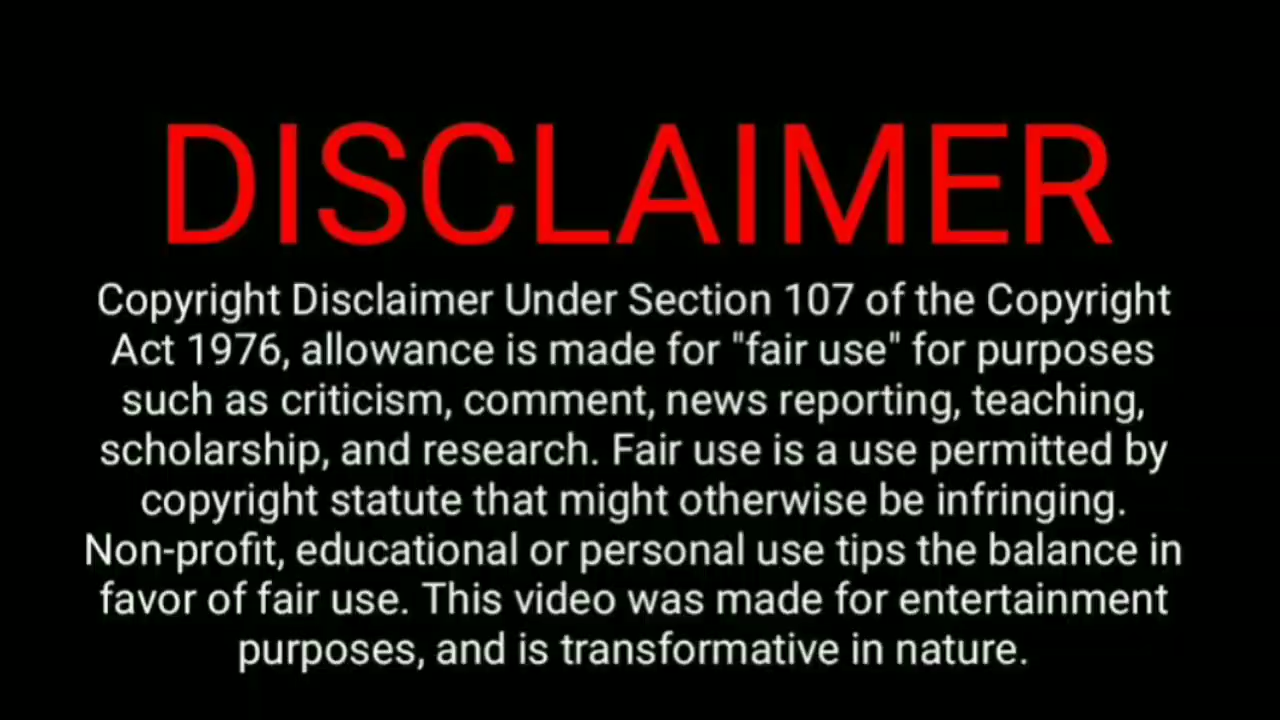 DISCLAIMER
Copyright Disclaimer Under Section 107 of the Copyright
Act 1976, allowance is made for "fair use" for purposes
such as criticism, comment, news reporting, teaching,
scholarship, and research. Fair use is a use permitted by
copyright statute that might otherwise be infringing.
Non-profit, educational or personal use tips the balance in
favor of fair use. This video was made for entertainment
purposes, and is transformative in nature.